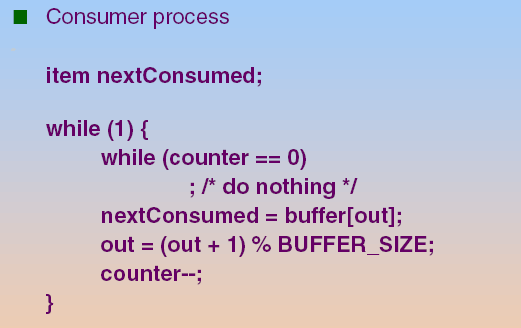 Consumer process
item nextConsumed;
while (1) {
while (counter == 0)
; /* do nothing */
nextConsumed = buffer[out];
out = (out + 1) % BUFFER_SIZE;
counter--;
}